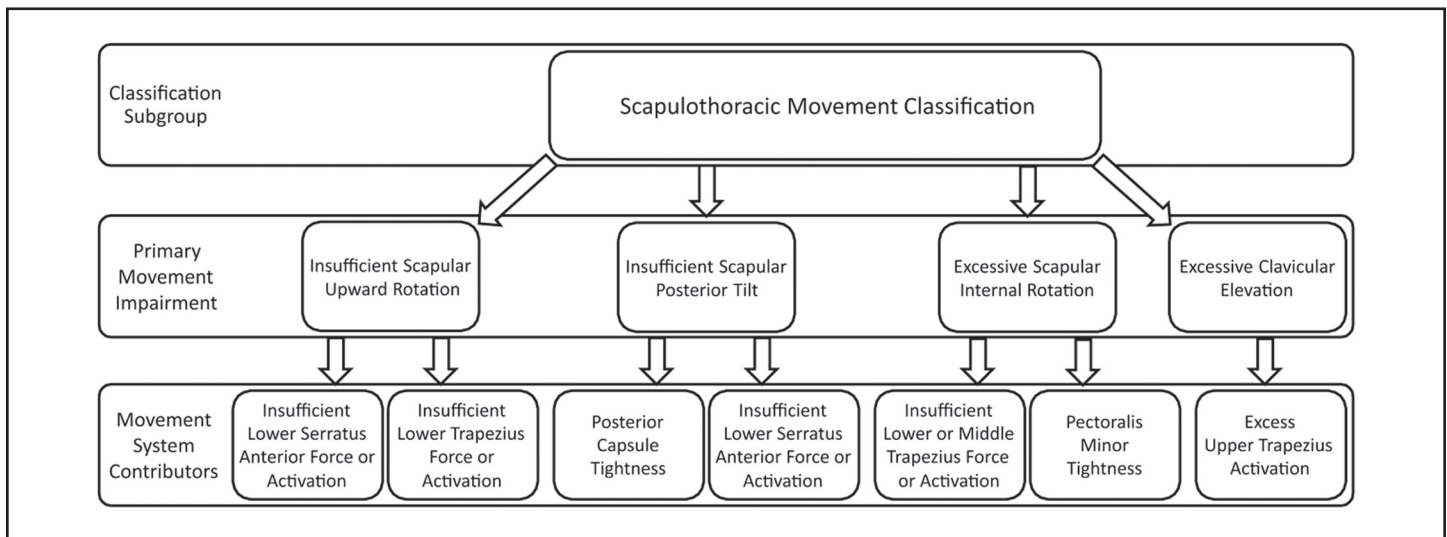 Classification
Subgroup
Scapulothoracic Movement Classification
Primary
Movement
Impairment
Insufficient Scapular
Upward Rotation
Insufficient Scapular
Posterior Tilt
Excessive Scapular
Internal Rotation
Excessive Clavicular
Elevation
Movement
System
Contributors
Insufficient
Lower Serratus
Anterior Force or
Activation
Insufficient
Lower Trapezius
Force or
Activation
Posterior
Capsule
Tightness
Insufficient
Lower Serratus
Anterior Force or
Activation
Insufficient
Lower or Middle
Trapezius Force
or Activation
Pectoralis
Minor
Tightness
Excess
Upper Trapezius
Activation